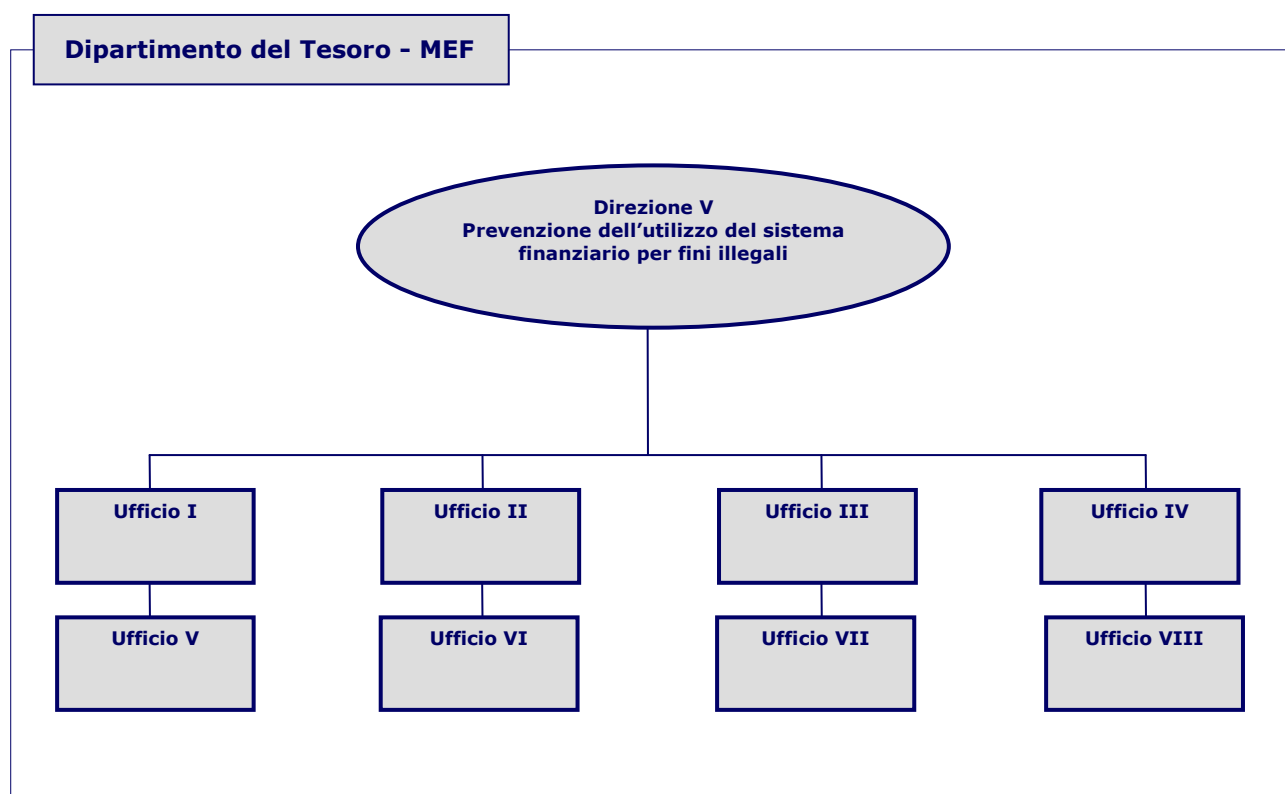 Dipartimento del Tesoro - MEF
Direzione V
Prevenzione dell’utilizzo del sistema
finanziario per fini illegali
Ufficio I
Ufficio II
Ufficio III
Ufficio IV
Ufficio V
Ufficio VI
Ufficio VII
Ufficio VIII